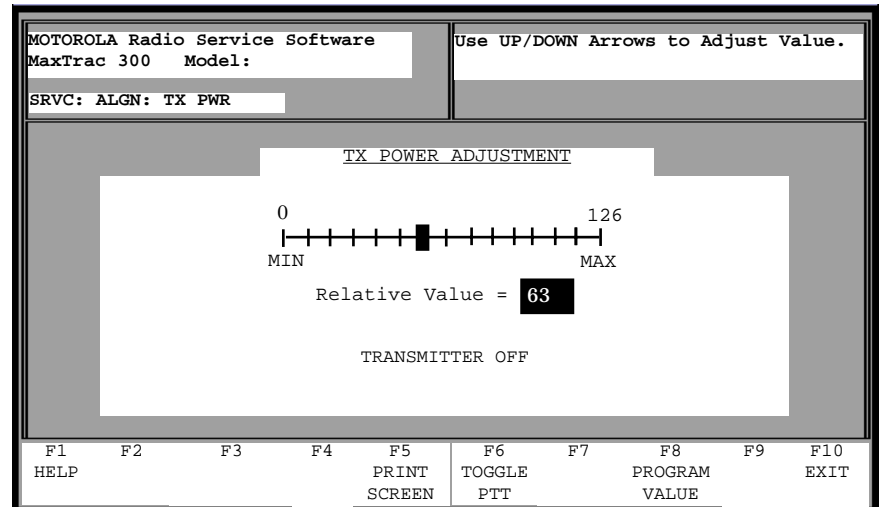 MOTOROLA Radio Service Software
MaxTrac 300 Model:
SRVC: ALGN: TX PWR
Use UP/DOWN Arrows to Adjust Value.
TX POWER ADJUSTMENT
0 126
MIN MAX
Relative Value = 63
TRANSMITTER OFF
F1 F2 F3 F4 F5 F6 F7 F8 F9 F10
HELP PRINT TOGGLE PROGRAM EXIT
SCREEN PTT VALUE